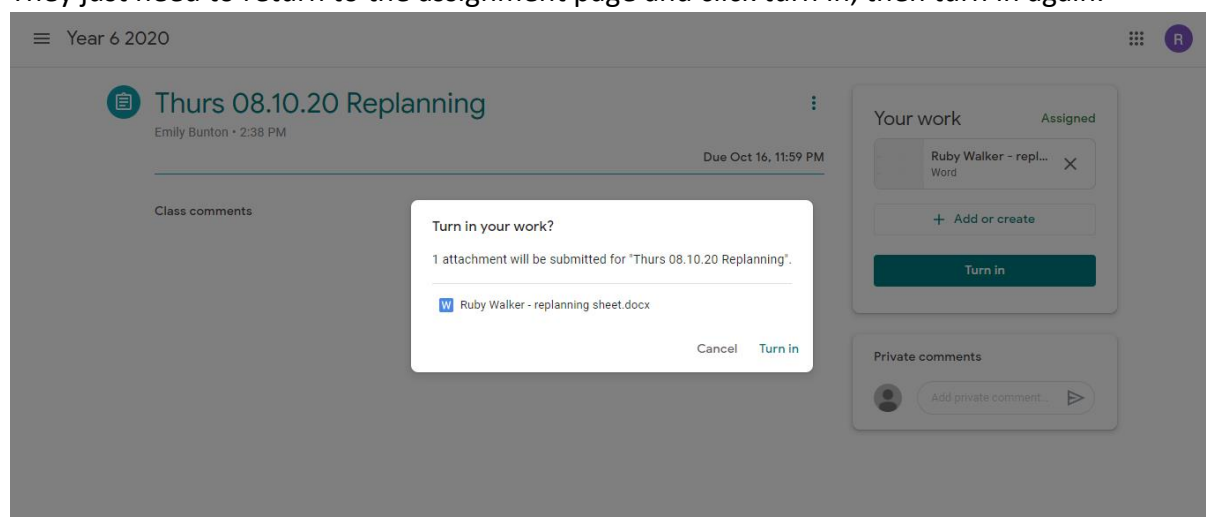 They just need to return to the assignment page and click turn in, then turn in again.
Year 6 2020
R
Thurs 08.10.20 Replanning
Emily Bunton • 2:38 PM
Due Oct 16, 11:59 PM
Class comments
Your work
Assigned
Ruby Walker - repl...
Word
+ Add or create
Turn in
Private comments
Add private comment...
Turn in your work?
1 attachment will be submitted for "Thurs 08.10.20 Replanning".
W Ruby Walker - replanning sheet.docx
Cancel Turn in